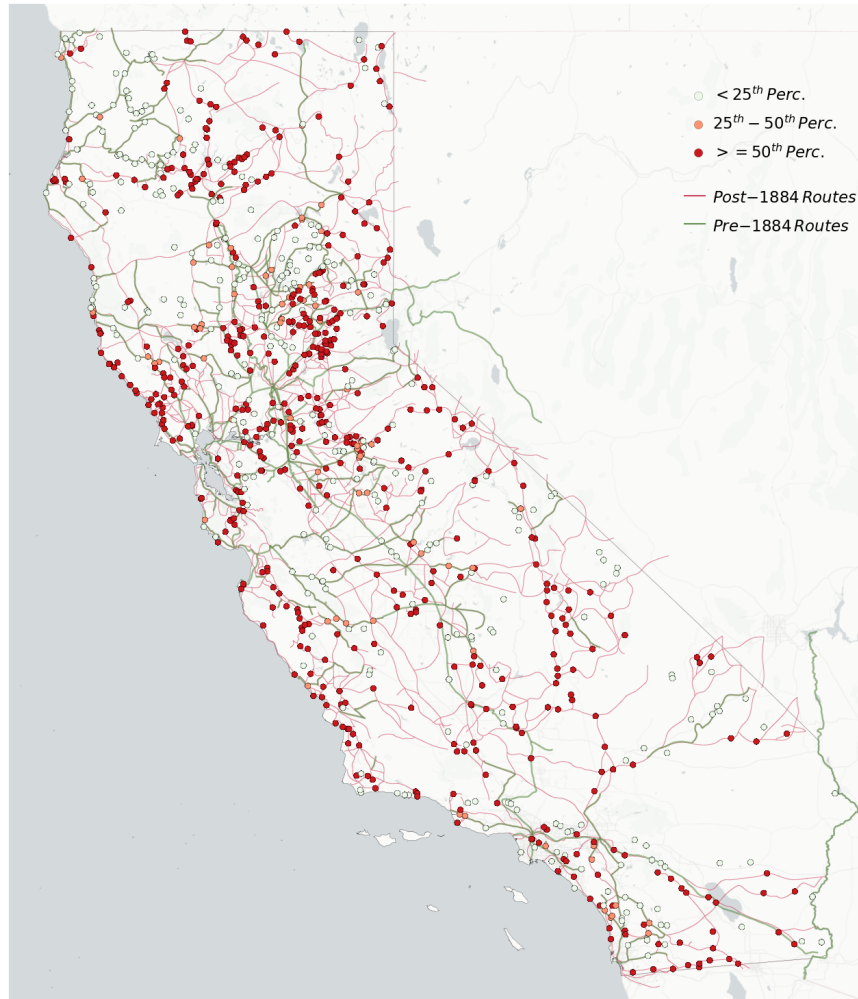 < 25th Perc.
25th − 50th Perc.
>= 50th Perc.
Post−1884 Routes
Pre−1884 Routes